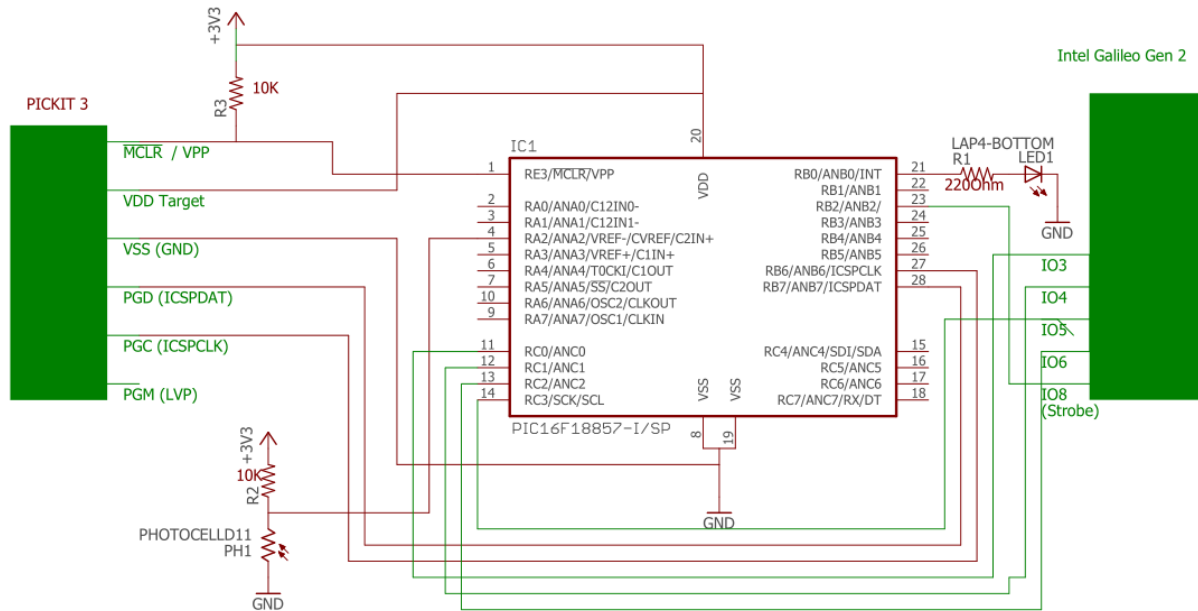 +3V3
10K
R3
PICKIT 3
MCLR / VPP
VDD Target
VSS (GND)
PGD (ICSPDAT)
PGC (ICSPCLK)
PGM (LVP)
+3V3
10K
R2
PHOTOCELLD11
PH1
GND
IC1
20
VDD
1 RE3/MCLR/VPP
2 RA0/ANA0/C12IN0-
3 RA1/ANA1/C12IN1-
4 RA2/ANA2/VREF-/CVREF/C2IN+
5 RA3/ANA3/VREF+/C1IN+
6 RA4/ANA4/T0CKI/C1OUT
7 RA5/ANA5/SS/C2OUT
10 RA6/ANA6/OSC2/CLKOUT
9 RA7/ANA7/OSC1/CLKIN
11 RC0/ANC0
12 RC1/ANC1
13 RC2/ANC2
14 RC3/SCK/SCL
RB0/ANB0/INT 21
RB1/ANB1 22
RB2/ANB2/ 23
RB3/ANB3 24
RB4/ANB4 25
RB5/ANB5 26
RB6/ANB6/ICSPCLK 27
RB7/ANB7/ICSPDAT 28
RC4/ANC4/SDI/SDA 15
RC5/ANC5 16
RC6/ANC6 17
RC7/ANC7/RX/DT 18
VSS
VSS
8
19
PIC16F18857-I/SP
GND
LAP4-BOTTOM
R1
LED1
220Ohm
GND
Intel Galileo Gen 2
IO3
IO4
IO5
IO6
IO8
(Strobe)